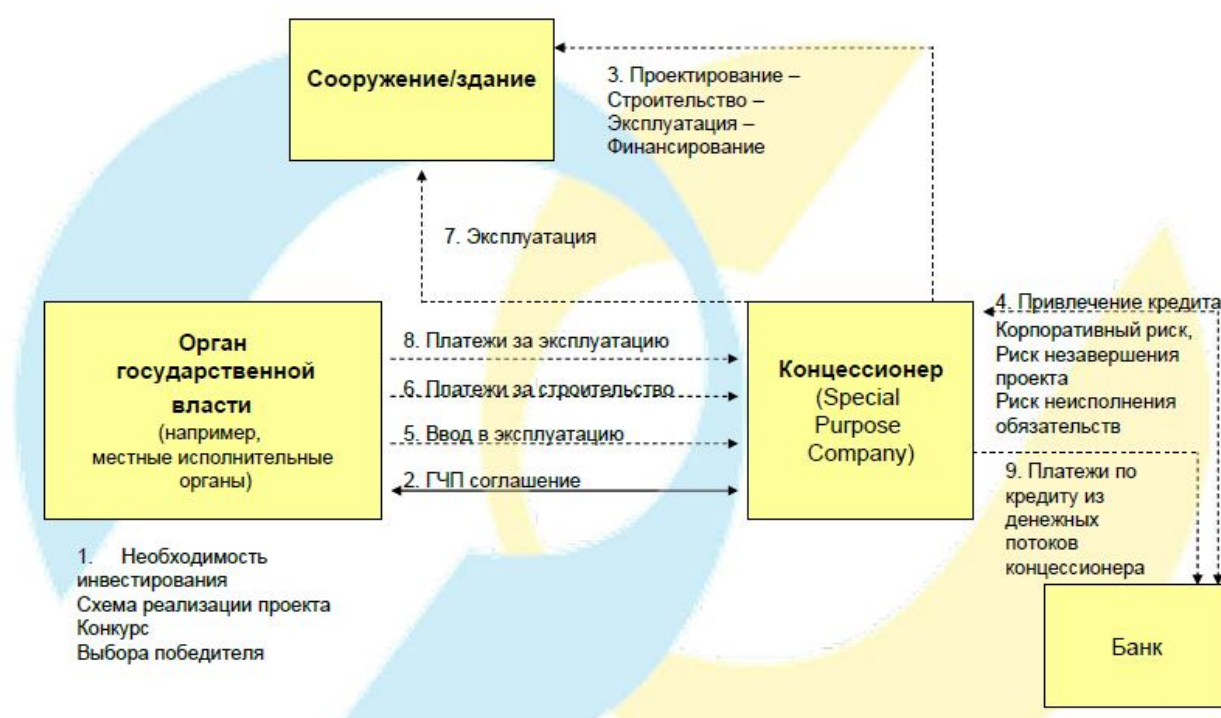 Сооружение/здание
3. Проектирование –
Строительство –
Эксплуатация –
Финансирование
7. Эксплуатация
Орган
государственной
власти
(например,
местные исполнительные
органы)
8. Платежи за эксплуатацию
6. Платежи за строительство
5. Ввод в эксплуатацию
2. ГЧП соглашение
Концессионер
(Special
Purpose
Company)
4. Привлечение кредита
Корпоративный риск,
Риск незавершения
проекта
Риск неисполнения
обязательств
9. Платежи по
кредиту из
денежных
потоков
концессионера
1. Необходимость
инвестирования
Схема реализации проекта
Конкурс
Выбора победителя
Банк